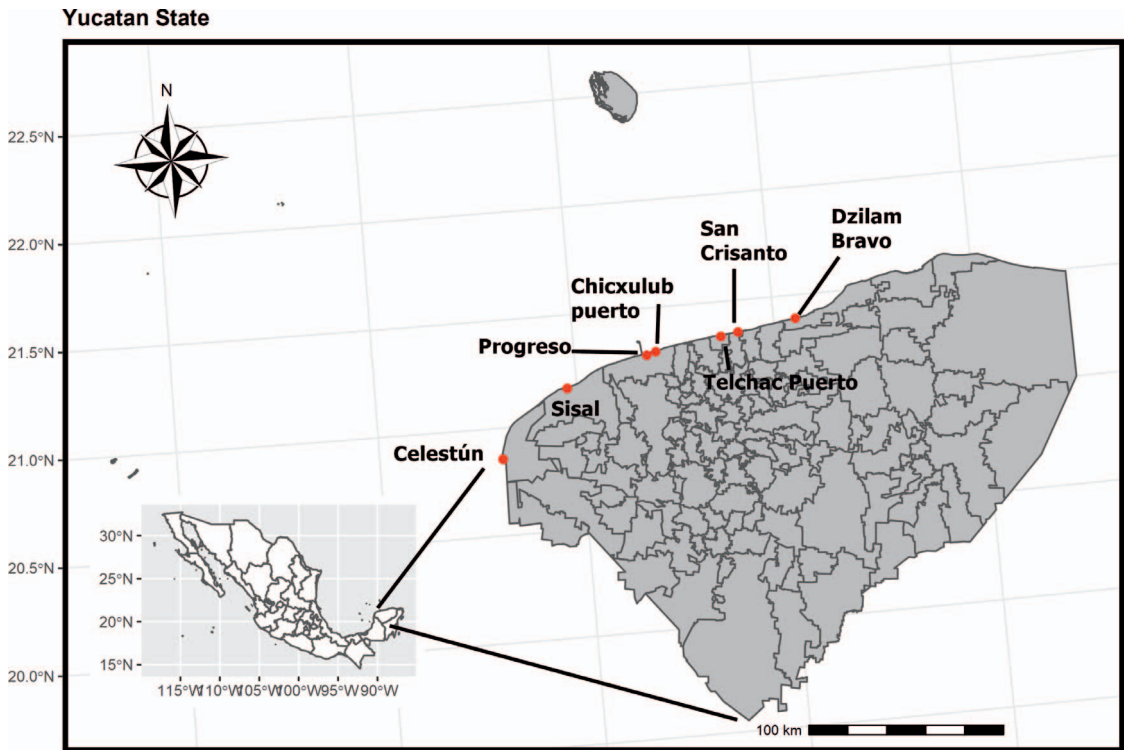 Yucatan State
N
22.5°N
22.0°N
21.5°N
21.0°N
20.5°N
20.0°N
San
Crisanto
Dzilam
Bravo
Chicxulub
puerto
Progreso
Telchac Puerto
Sisal
Celestún
30°N
25°N
20°N
15°N
115°W
110°W
105°W
100°W
95°W
90°W
100 km